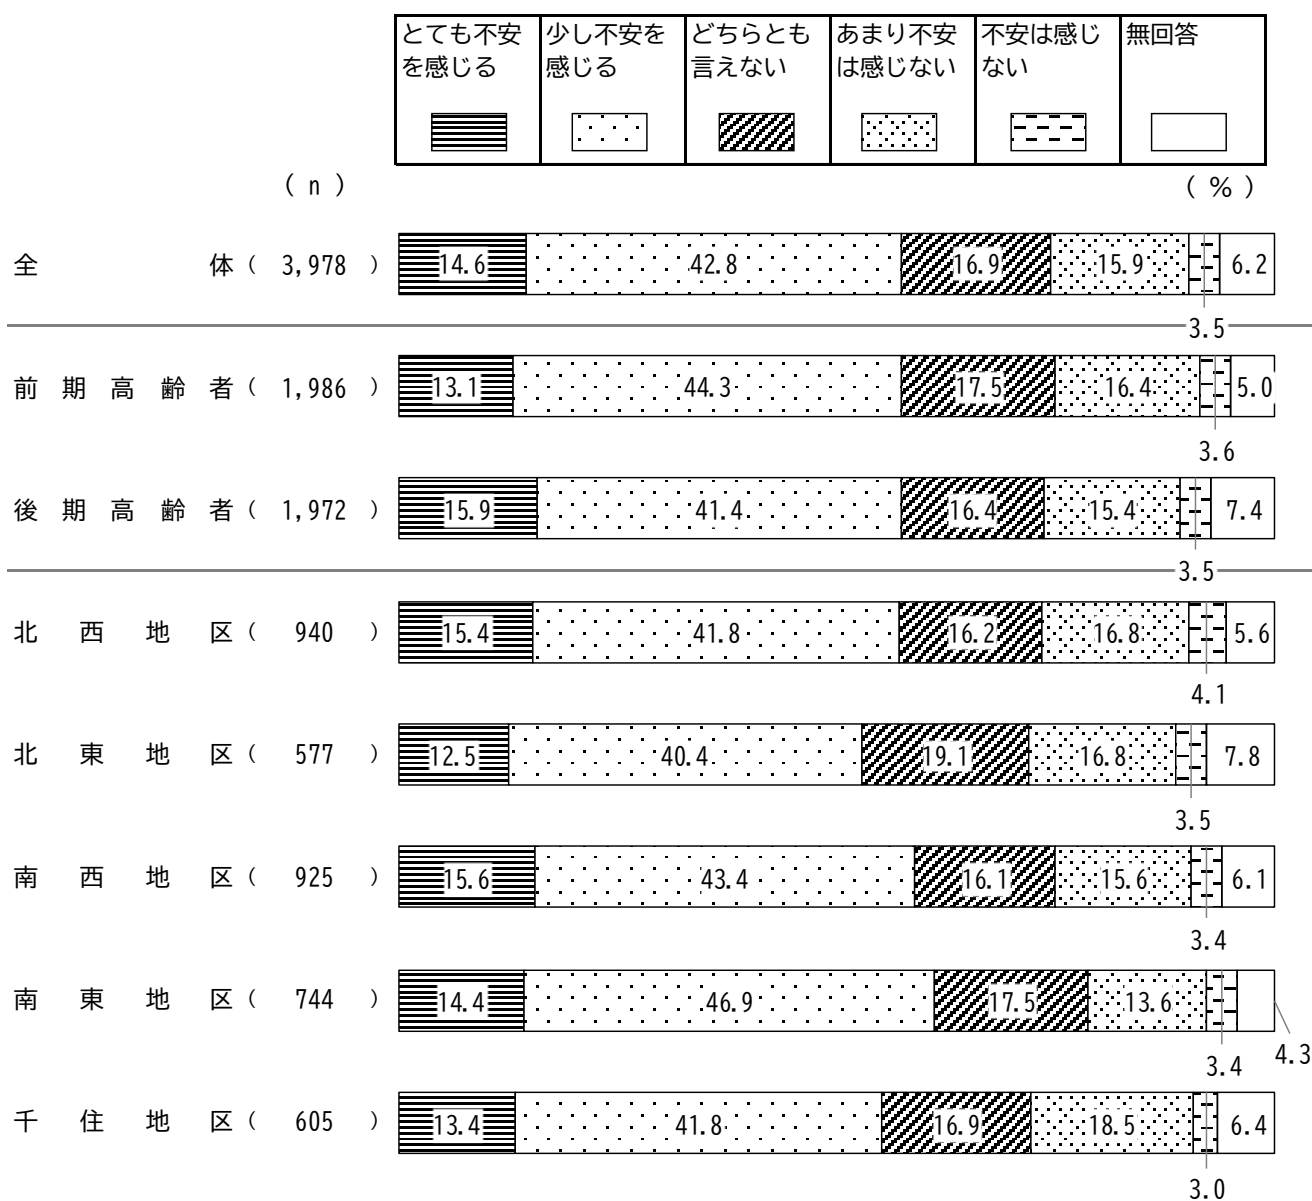 とても不安を感じる
少し不安を感じる
どちらとも言えない
あまり不安は感じない
不安は感じない
無回答
(n) (%)
全体(3,978) 14.6 42.8 16.9 15.9 3.5 6.2
前期高齢者(1,986) 13.1 44.3 17.5 16.4 3.6 5.0
後期高齢者(1,972) 15.9 41.4 16.4 15.4 3.5 7.4
北西地区(940) 15.4 41.8 16.2 16.8 4.1 5.6
北東地区(577) 12.5 40.4 19.1 16.8 3.5 7.8
南西地区(925) 15.6 43.4 16.1 15.6 3.4 6.1
南東地区(744) 14.4 46.9 17.5 13.6 3.4 4.3
千住地区(605) 13.4 41.8 16.9 18.5 3.0 6.4